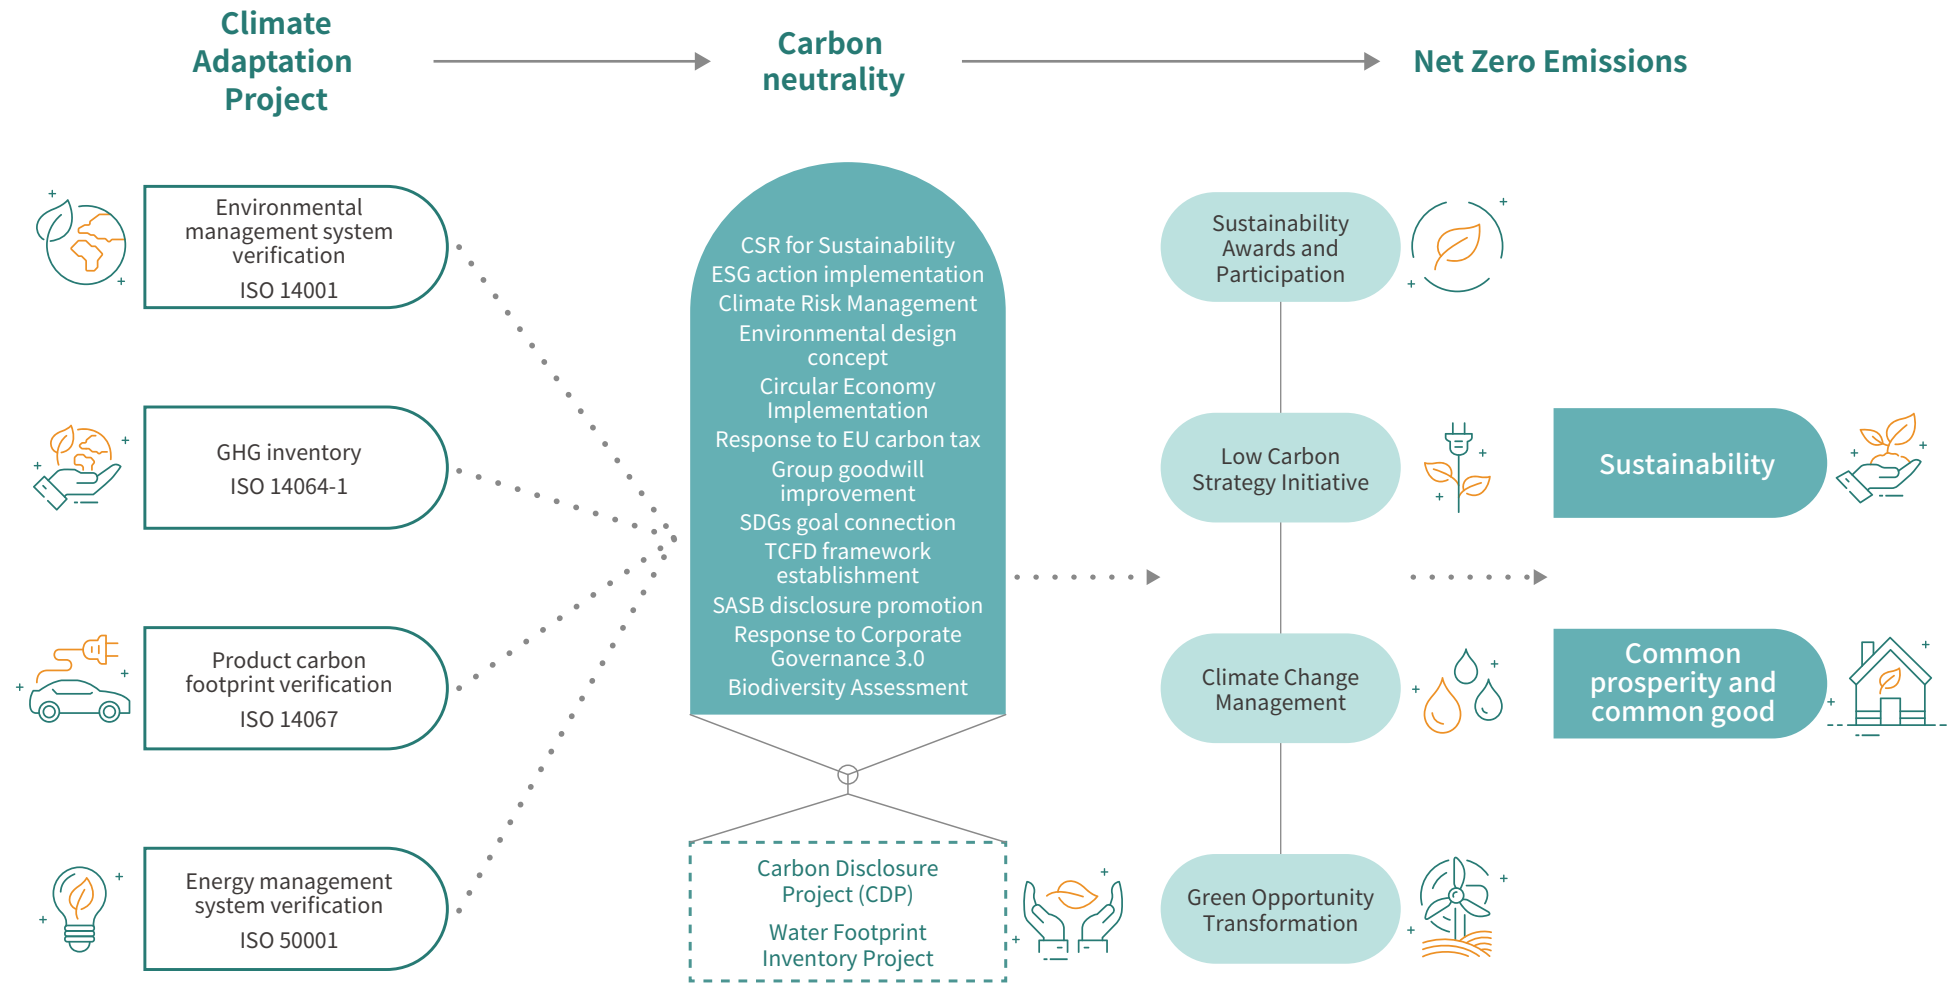 Climate
Adaptation
Project
Carbon
neutrality
Net Zero Emissions
Environmental
management system
verification
ISO 14001
GHG inventory
ISO 14064-1
Product carbon
footprint verification
ISO 14067
Energy management
system verification
ISO 50001
CSR for Sustainability
ESG action implementation
Climate Risk Management
Environmental design
concept
Circular Economy
Implementation
Response to EU carbon tax
Group goodwill
improvement
SDGs goal connection
TCFD framework
establishment
SASB disclosure promotion
Response to Corporate
Governance 3.0
Biodiversity Assessment
Carbon Disclosure
Project (CDP)
Water Footprint
Inventory Project
Sustainability
Awards and
Participation
Low Carbon
Strategy Initiative
Climate Change
Management
Green Opportunity
Transformation
Sustainability
Common
prosperity and
common good